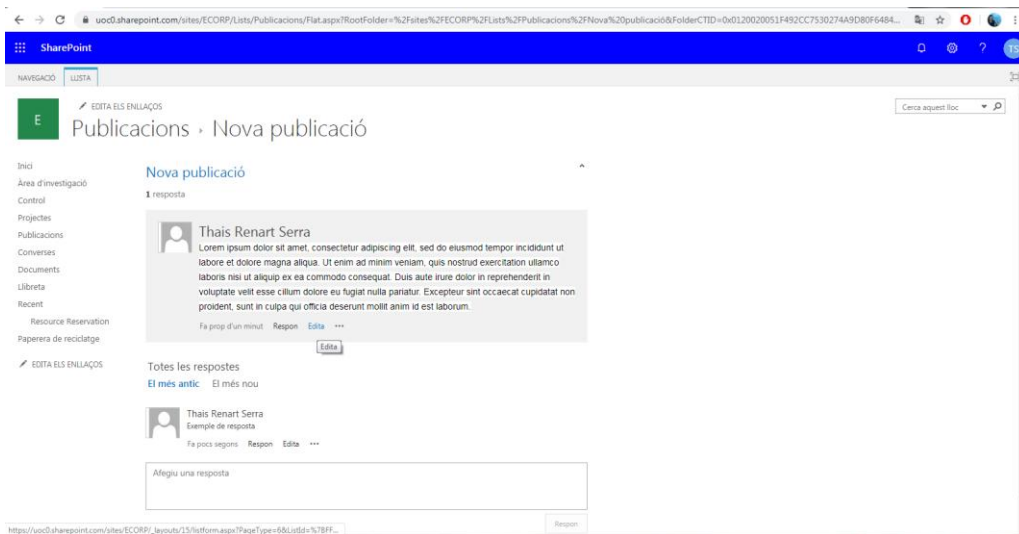 uoc0.sharepoint.com/sites/ECORP/Lists/Publicacions/Flat.aspx?RootFolder=%2Fsites%2FECORP%2FLists%2FPublicacions%2FNova%20publicació&FolderCTID=0x0120020051F492CC7530274A9D80F6484...
SharePoint
?
TS
NAVEGACIÓ LLISTA
E
EDITA ELS ENLLAÇOS
Cerca aquest lloc
Publicacions › Nova publicació
Inici
Àrea d'investigació
Control
Projectes
Publicacions
Converses
Documents
Llibreta
Recent
Resource Reservation
Paperera de reciclatge
EDITA ELS ENLLAÇOS
Nova publicació
1 resposta
Thais Renart Serra
Lorem ipsum dolor sit amet, consectetur adipiscing elit, sed do eiusmod tempor incididunt ut
labore et dolore magna aliqua. Ut enim ad minim veniam, quis nostrud exercitation ullamco
laboris nisi ut aliquip ex ea commodo consequat. Duis aute irure dolor in reprehenderit in
voluptate velit esse cillum dolore eu fugiat nulla pariatur. Excepteur sint occaecat cupidatat non
proident, sunt in culpa qui officia deserunt mollit anim id est laborum.
Fa prop d'un minut Respon Edita ···
Edita
Totes les respostes
El més antic El més nou
Thais Renart Serra
Exemple de resposta
Fa pocs segons Respon Edita ···
Afegiu una resposta
Respon
https://uoc0.sharepoint.com/sites/ECORP/_layouts/15/listform.aspx?PageType=6&ListId=%7BFF...